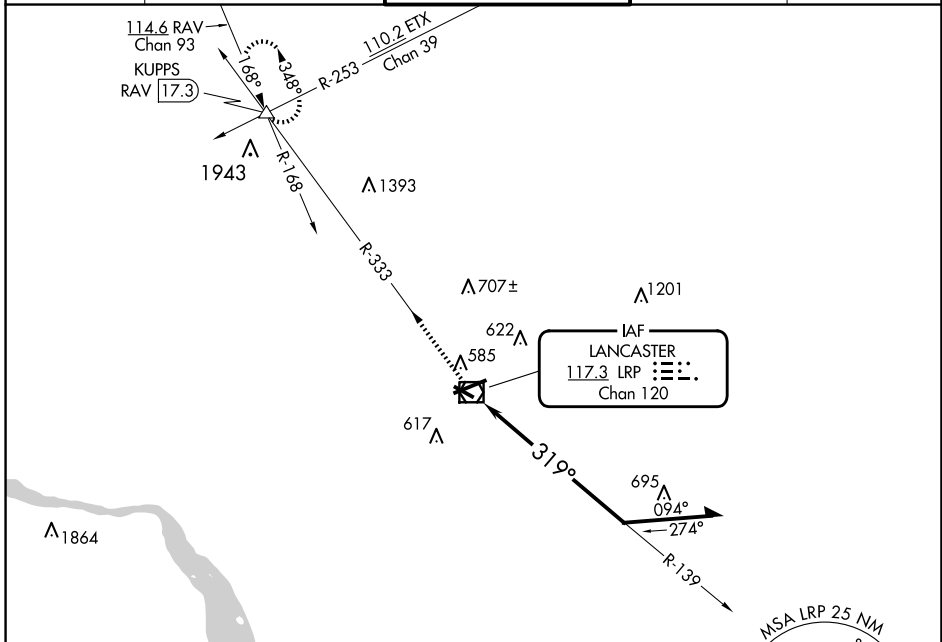 114.6 RAV
Chan 93
KUPPS
RAV 17.3
168°
348°
R-253
110.2 ETX
Chan 39
1943
R-168
1393
R-333
707±
1201
622
585
IAF
LANCASTER
117.3 LRP
Chan 120
617
319°
695
094°
274°
1864
R-139
MSA LRP 25 NM